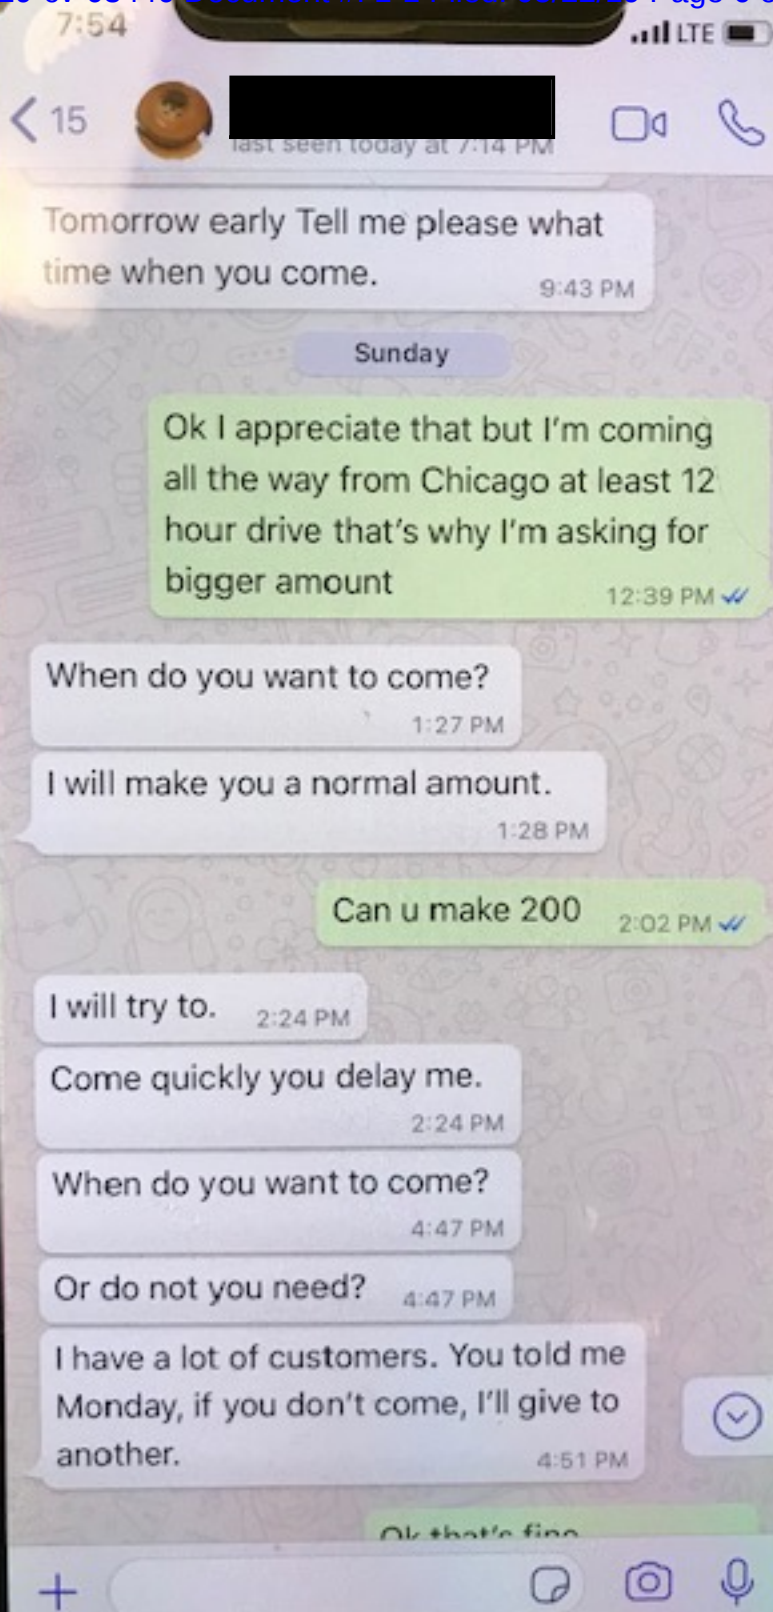 7:54
LTE
15
last seen today at 7:14 PM
Tomorrow early Tell me please what
time when you come.
9:43 PM
Sunday
Ok I appreciate that but I'm coming
all the way from Chicago at least 12
hour drive that's why I'm asking for
bigger amount
12:39 PM
When do you want to come?
1:27 PM
I will make you a normal amount.
1:28 PM
Can u make 200 2:02 PM
I will try to. 2:24 PM
Come quickly you delay me.
2:24 PM
When do you want to come?
4:47 PM
Or do not you need? 4:47 PM
I have a lot of customers. You told me
Monday, if you don't come, I'll give to
another. 4:51 PM
Ok that's fine